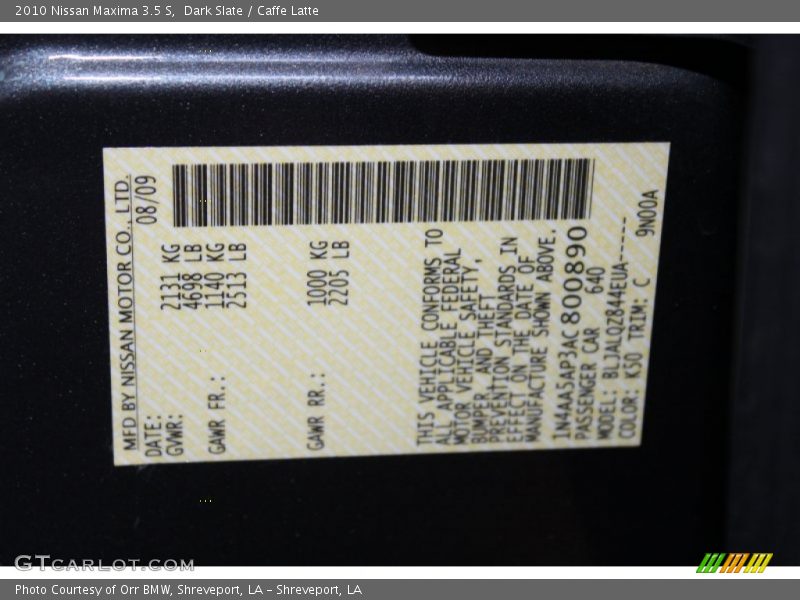 2010 Nissan Maxima 3.5 S, Dark Slate / Caffe Latte
MFD BY NISSAN MOTOR CO., LTD.
DATE: 08/09
GVWR: 2131 KG
4698 LB
GAWR FR.: 1140 KG
2513 LB
GAWR RR.: 1000 KG
2205 LB
THIS VEHICLE CONFORMS TO
ALL APPLICABLE FEDERAL
MOTOR VEHICLE SAFETY,
BUMPER, AND THEFT
PREVENTION STANDARDS IN
EFFECT ON THE DATE OF
MANUFACTURE SHOWN ABOVE.
1N4AA5AP3AC800890
PASSENGER CAR 640
MODEL: BLJALQZ844EUA-----
COLOR: K50 TRIM: C 9N00A
GTCARLOT.COM
Photo Courtesy of Orr BMW, Shreveport, LA - Shreveport, LA